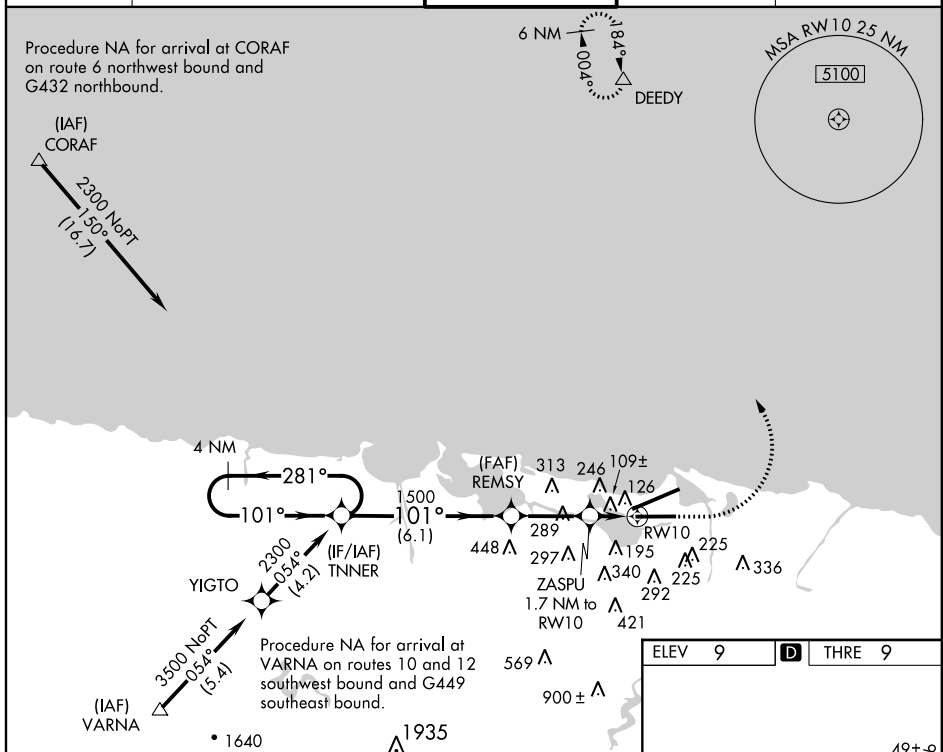 Procedure NA for arrival at CORAF
on route 6 northwest bound and
G432 northbound.
6 NM
184°
004°
DEEDY
MSA RW10 25 NM
5100
(IAF)
CORAF
2300 NoPT
150°
(16.7)
4 NM
281°
101°
(IF/IAF)
TNNER
1500
101°
(6.1)
(FAF)
REMSY
313
246
109±
126
289
RW10
448
297
195
225
225
336
340
292
ZASPU
1.7 NM to
RW10
421
2300
054°
(4.2)
YIGTO
3500 NoPT
054°
(5.4)
(IAF)
VARNA
Procedure NA for arrival at
VARNA on routes 10 and 12
southwest bound and G449
southeast bound.
569
900±
1640
1935
ELEV 9
D
THRE 9
49±